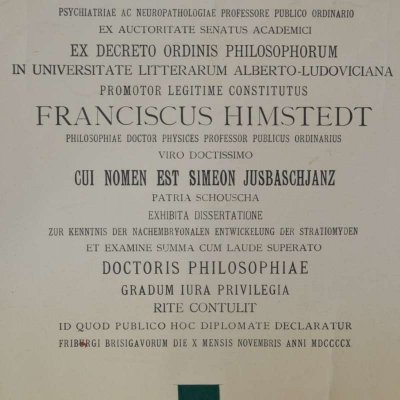 PSYCHIATRIAE AC NEUROPATHOLOGIAE PROFESSORE PUBLICO ORDINARIO
EX AUCTORITATE SENATUS ACADEMICI
EX DECRETO ORDINIS PHILOSOPHORUM
IN UNIVERSITATE LITTERARUM ALBERTO-LUDOVICIANA
PROMOTOR LEGITIME CONSTITUTUS
FRANCISCUS HIMSTEDT
PHILOSOPHIAE DOCTOR PHYSICES PROFESSOR PUBLICUS ORDINARIUS
VIRO DOCTISSIMO
CUI NOMEN EST SIMEON JUSBASCHJANZ
PATRIA SCHOUSCHA
EXHIBITA DISSERTATIONE
ZUR KENNTNIS DER NACHEMBRYONALEN ENTWICKELUNG DER STRATIOMYDEN
ET EXAMINE SUMMA CUM LAUDE SUPERATO
DOCTORIS PHILOSOPHIAE
GRADUM IURA PRIVILEGIA
RITE CONTULIT
ID QUOD PUBLICO HOC DIPLOMATE DECLARATUR
FRIBURGI BRISIGAVORUM DIE X MENSIS NOVEMBRIS ANNI MDCCCCX